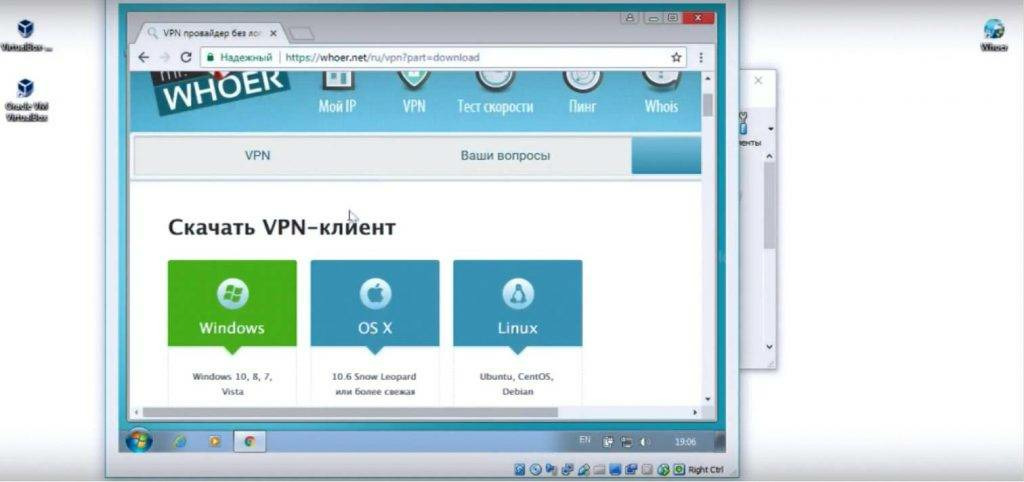 VPN провайдер без лог
Надежный
https://whoer.net/ru/vpn?part=download
WHOER
Мой IP
VPN
Тест скорости
Пинг
Whois
VPN
Ваши вопросы
Скачать VPN-клиент
Windows
OS X
Linux
Windows 10, 8, 7,
Vista
10.6 Snow Leopard
или более свежая
Ubuntu, CentOS,
Debian
EN
19:06
Right Ctrl
VirtualBox ...
Oracle VM
VirtualBox
Whoer
енты